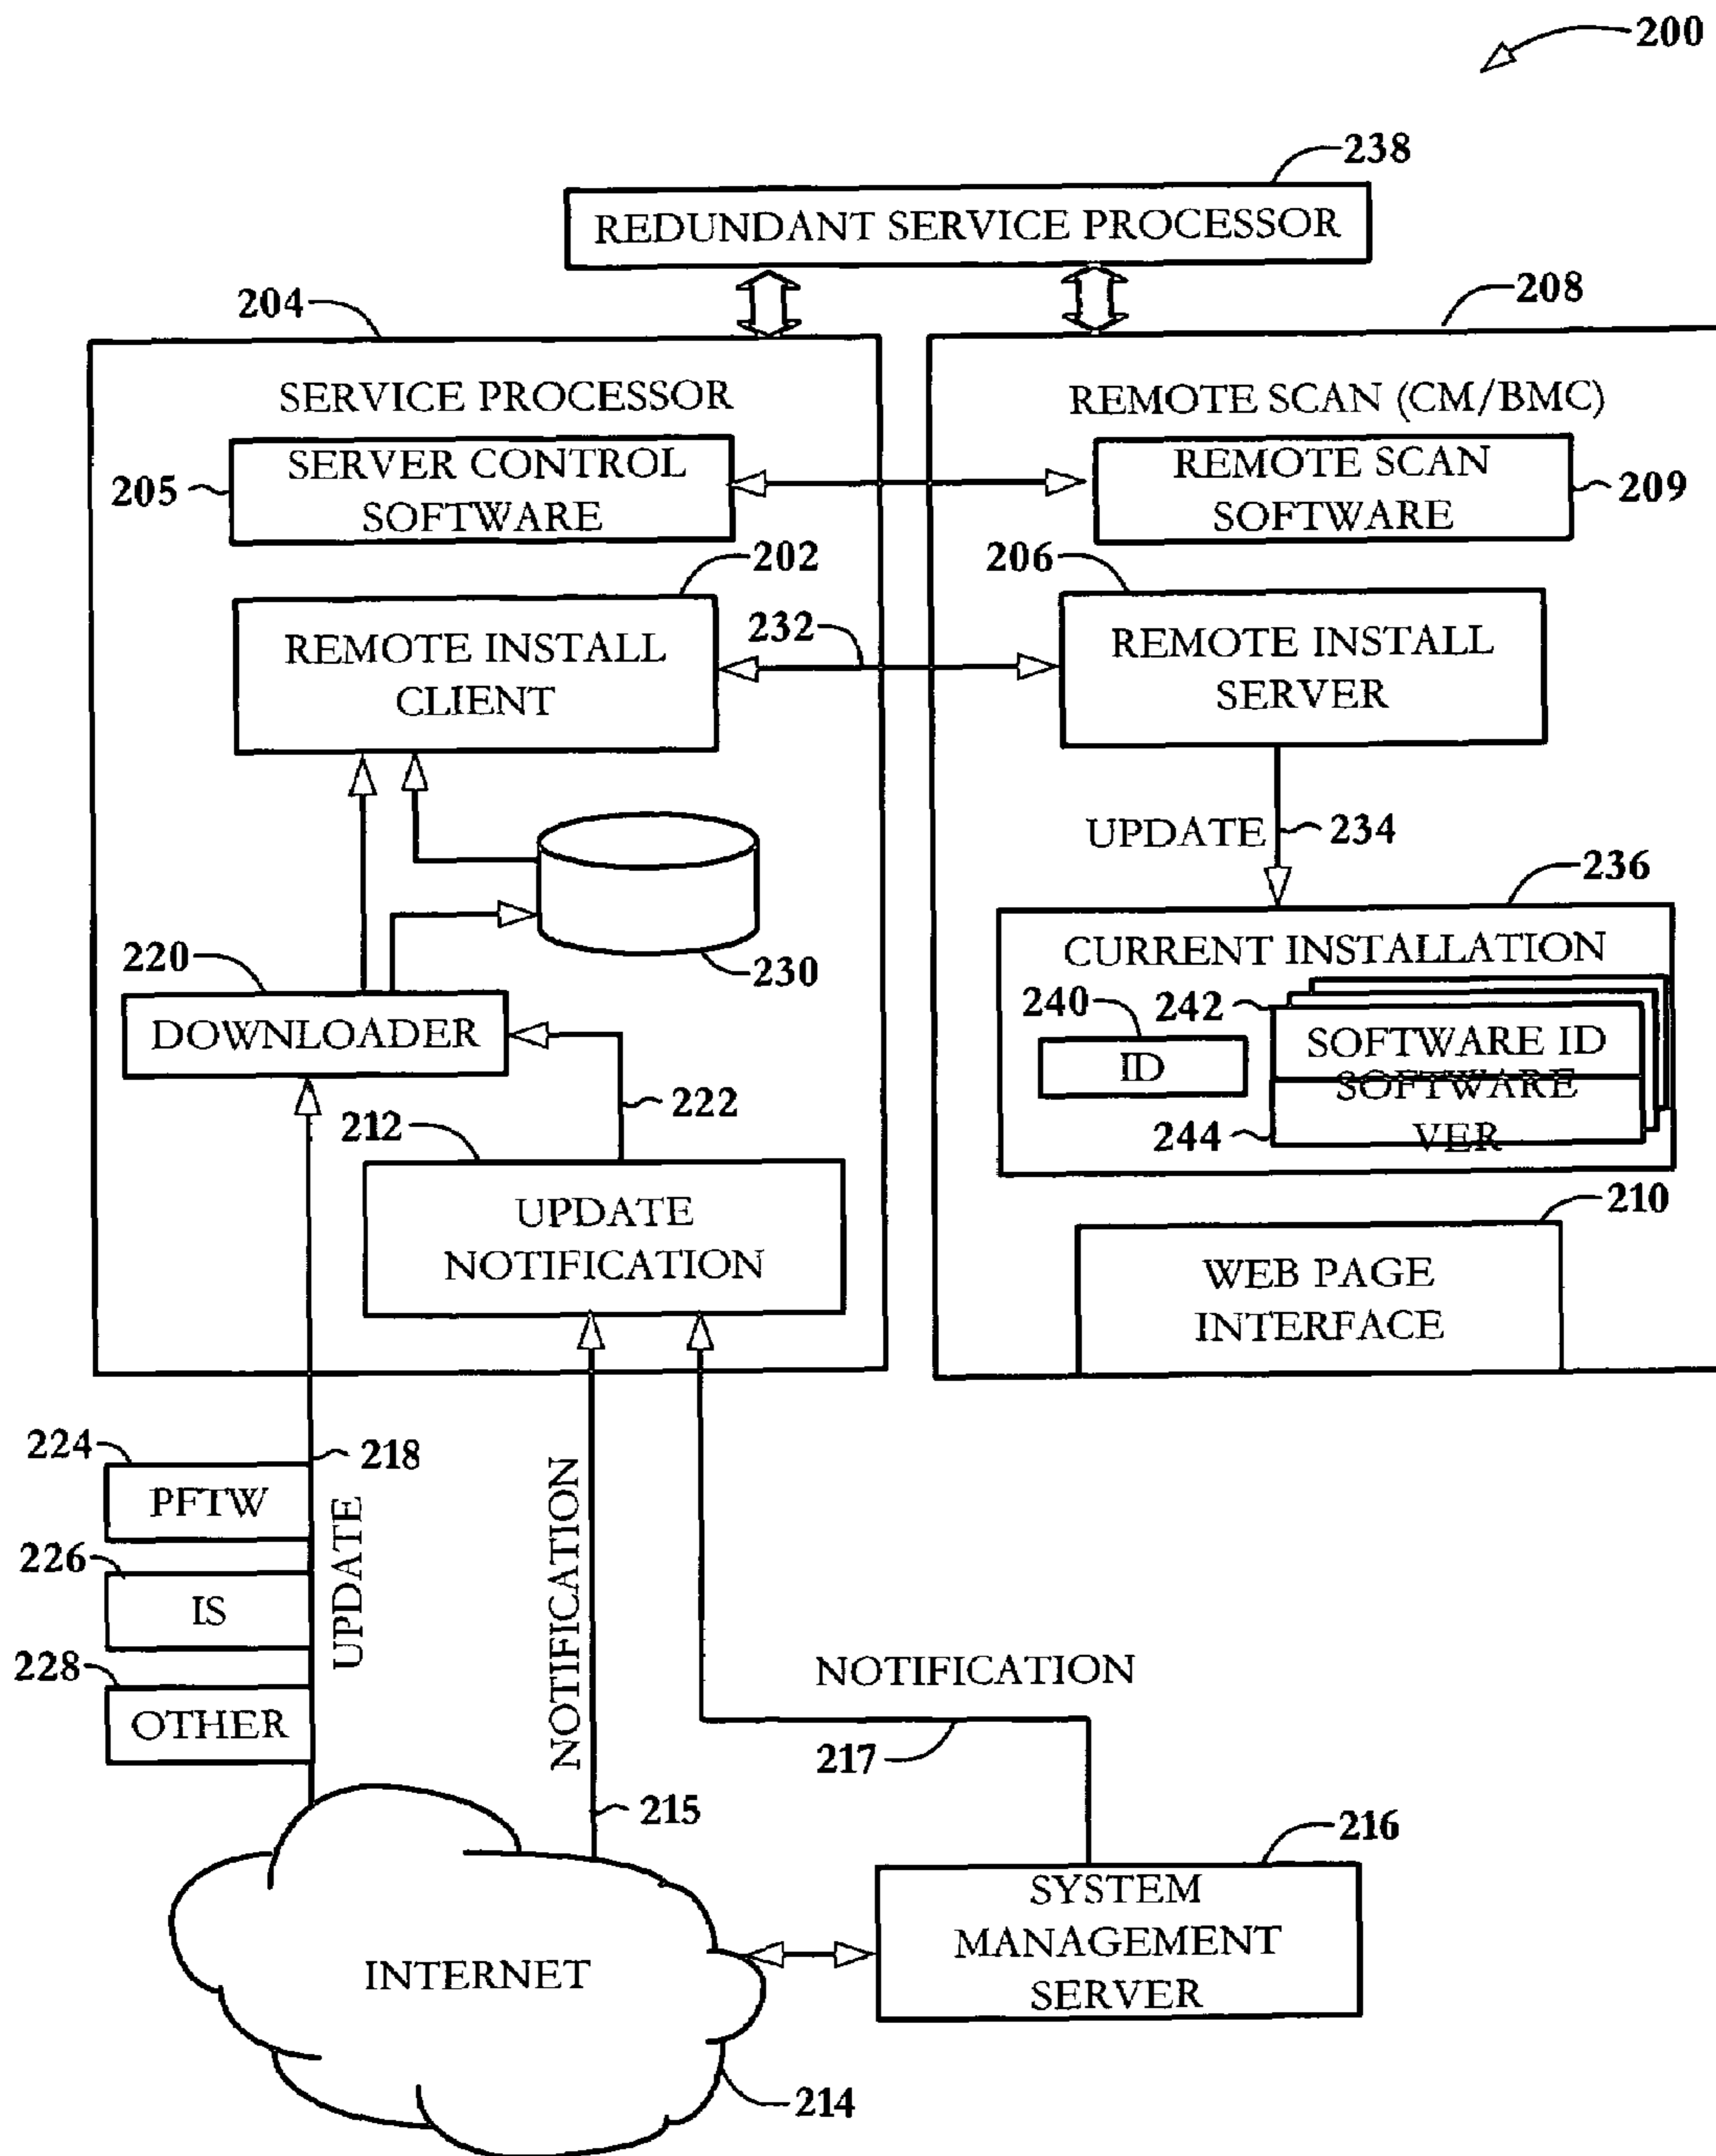 200
238
REDUNDANT SERVICE PROCESSOR
204
208
SERVICE PROCESSOR
REMOTE SCAN (CM/BMC)
205
SERVER CONTROL
SOFTWARE
REMOTE SCAN
SOFTWARE
209
202
206
REMOTE INSTALL
CLIENT
232
REMOTE INSTALL
SERVER
UPDATE
234
236
230
CURRENT INSTALLATION
220
DOWNLOADER
240
ID
242
SOFTWARE ID
SOFTWARE
VER
244
222
212
UPDATE
NOTIFICATION
210
WEB PAGE
INTERFACE
224
PFTW
218
UPDATE
226
IS
228
OTHER
NOTIFICATION
215
NOTIFICATION
217
216
SYSTEM
MANAGEMENT
SERVER
INTERNET
214